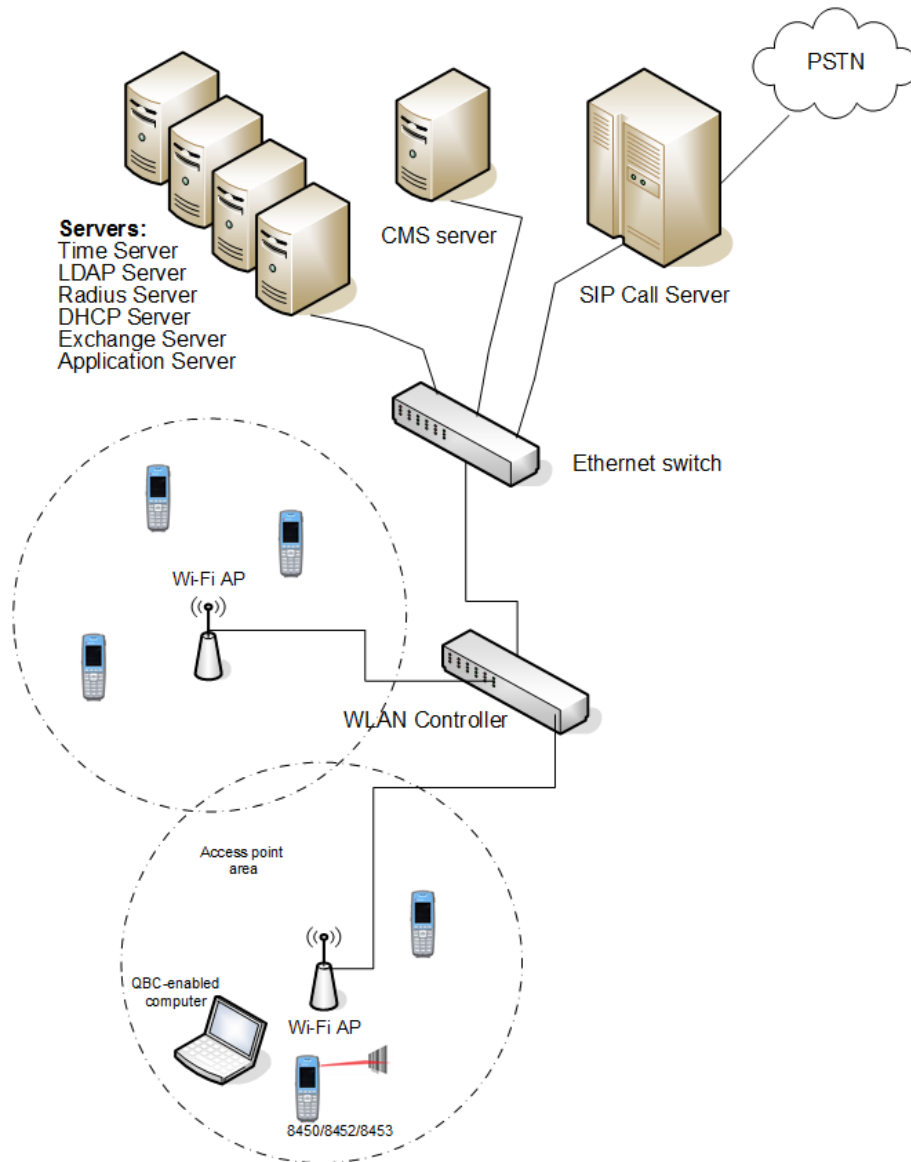 PSTN
Servers:
Time Server
LDAP Server
Radius Server
DHCP Server
Exchange Server
Application Server
CMS server
SIP Call Server
Ethernet switch
Wi-Fi AP
WLAN Controller
Access point
area
QBC-enabled
computer
Wi-Fi AP
8450/8452/8453